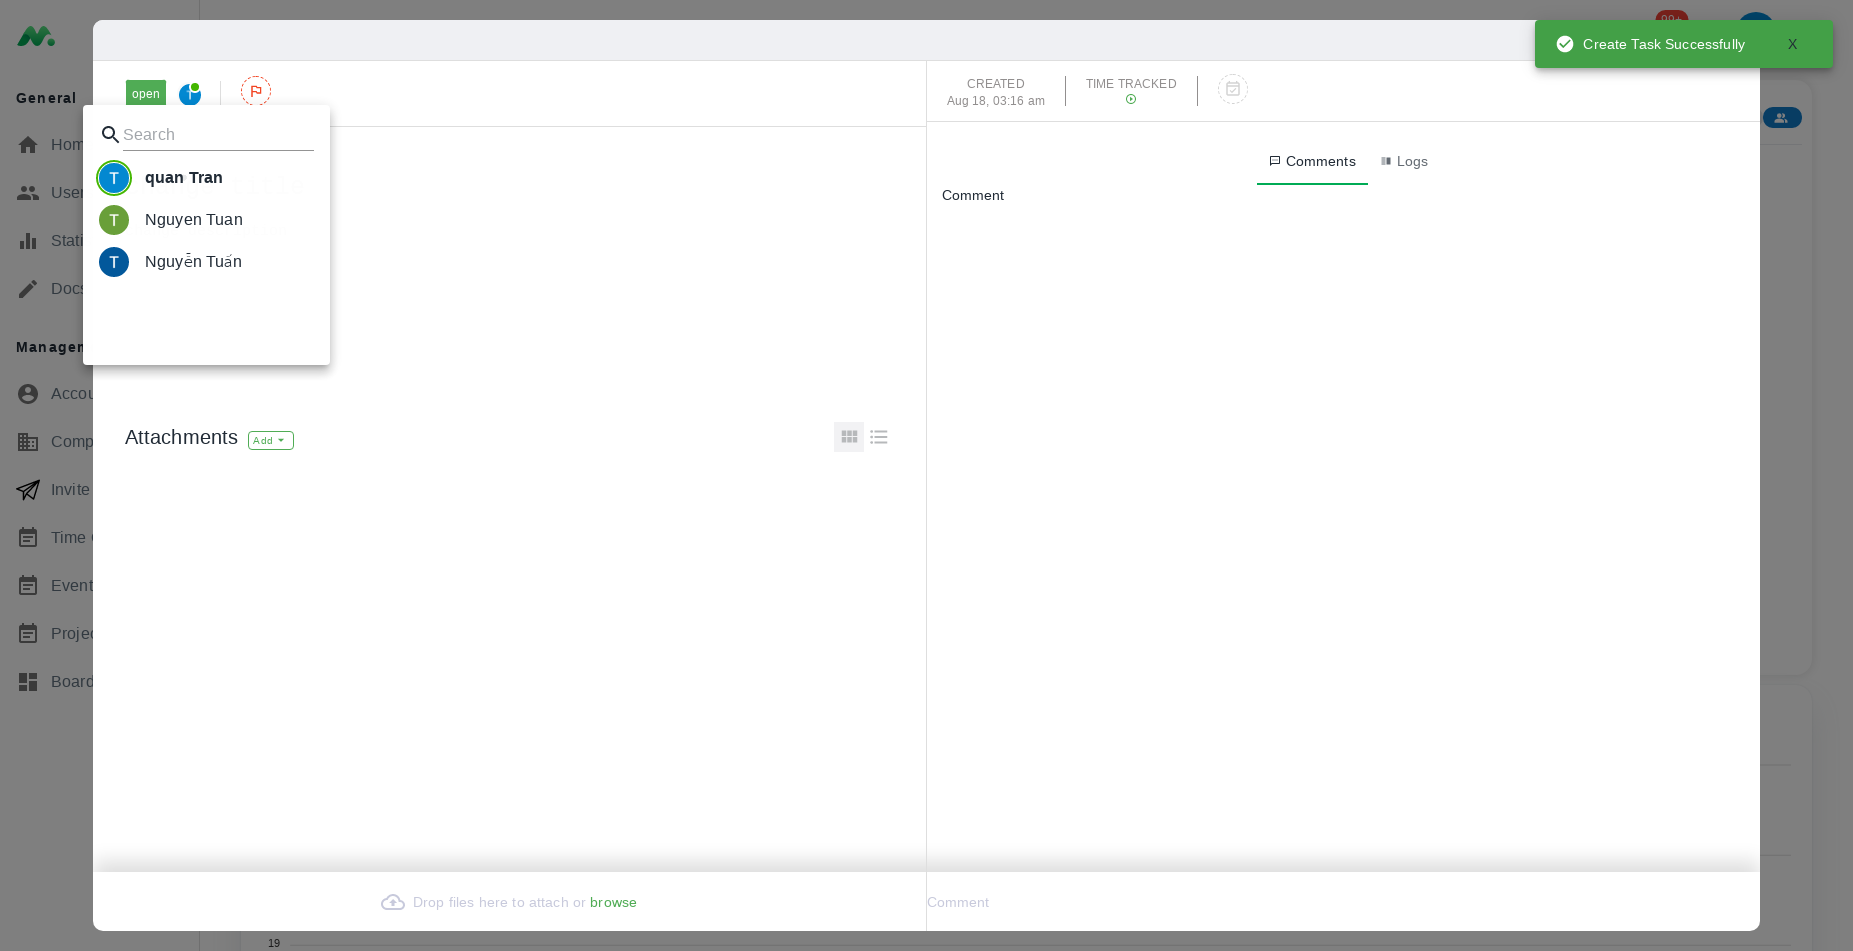 General
Hom
User
Stati
Docs
Managem
Accou
Comp
Invite
Time
Event
Projec
Board
99+
Create Task Successfully
X
open
T
Search
T quan Tran
T Nguyen Tuan
T Nguyễn Tuấn
CREATED
Aug 18, 03:16 am
TIME TRACKED
Comments
Logs
Comment
Attachments
Add
Drop files here to attach or browse
Comment
19